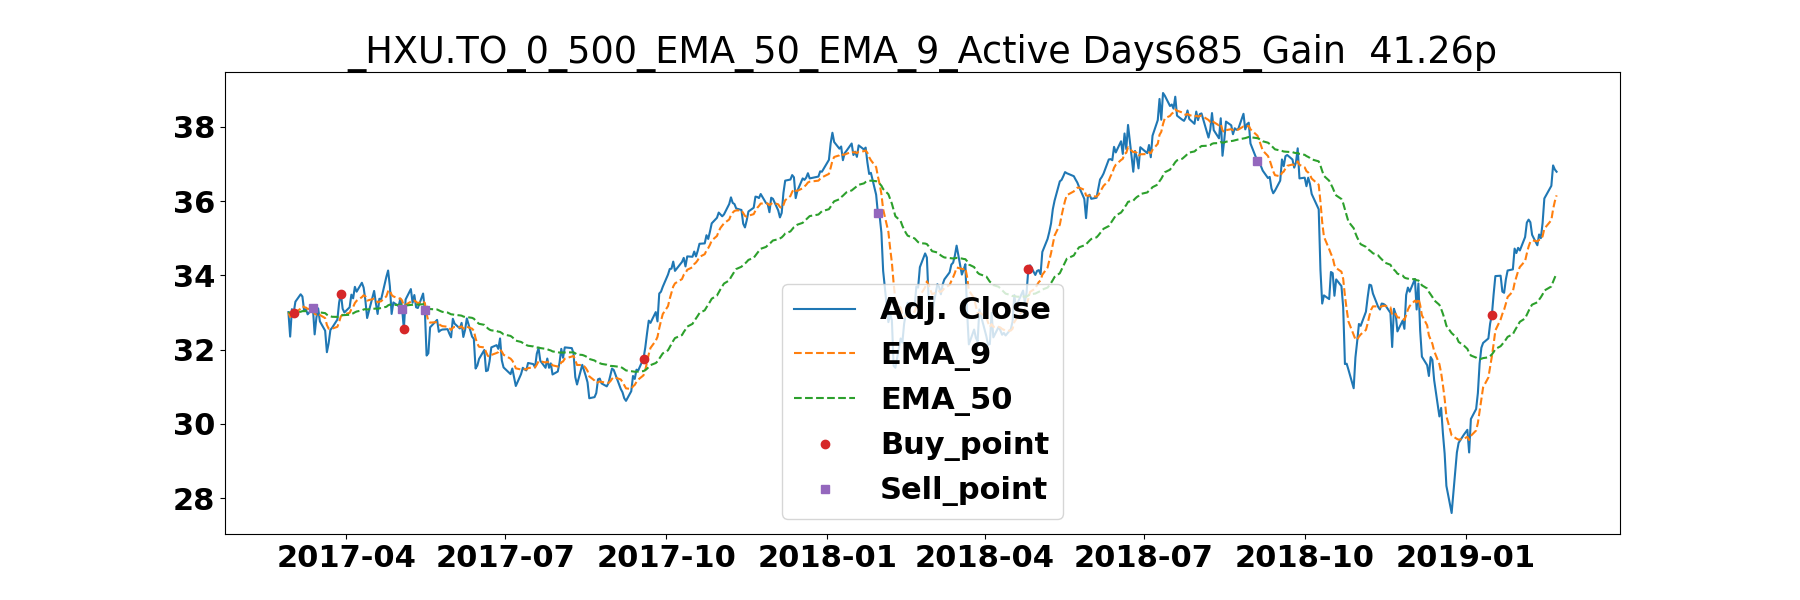 _HXU.TO_0_500_EMA_50_EMA_9_Active Days685_Gain  41.26p
38
36
34
32
30
28
Adj. Close
EMA_9
EMA_50
Buy_point
Sell_point
2017-04 2017-07 2017-10 2018-01 2018-04 2018-07 2018-10 2019-01